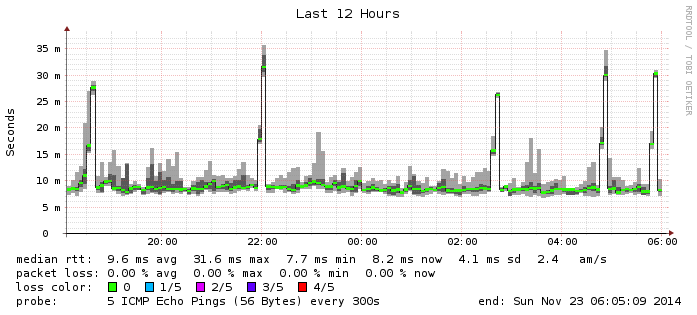 Last 12 Hours
RRDTOOL / TOBI OETIKER
Seconds
35 m
30 m
25 m
20 m
15 m
10 m
5 m
0
20:00 22:00 00:00 02:00 04:00 06:00
median rtt: 9.6 ms avg 31.6 ms max 7.7 ms min 8.2 ms now 4.1 ms sd 2.4 am/s
packet loss: 0.00 % avg 0.00 % max 0.00 % min 0.00 % now
loss color: 0 1/5 2/5 3/5 4/5
probe: 5 ICMP Echo Pings (56 Bytes) every 300s end: Sun Nov 23 06:05:09 2014